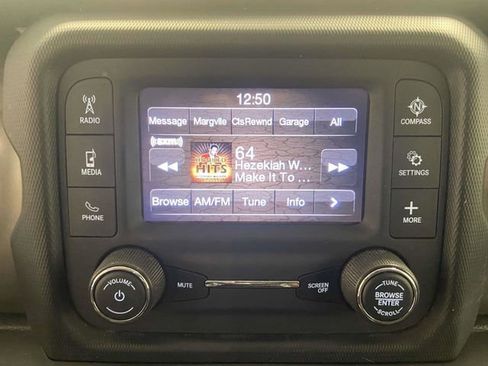 12:50
Message Margvlle ClsRewnd Garage All
((SXM))
64
Hezekiah W...
Make It To ...
HITS
Browse AM/FM Tune Info
RADIO
MEDIA
PHONE
N
COMPASS
SETTINGS
MORE
VOLUME
MUTE
SCREEN
OFF
TUNE
BROWSE
ENTER
SCROLL